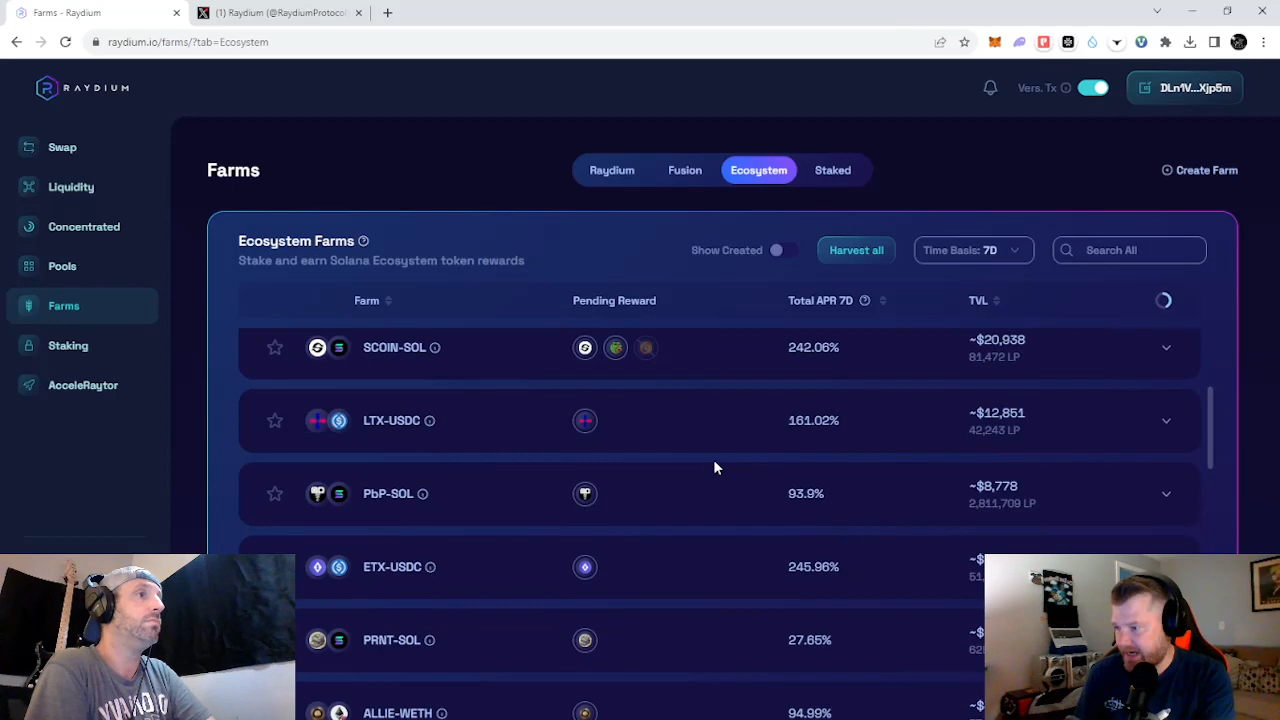 Farms - Raydium
(1) Raydium (@RaydiumProtocol
raydium.io/farms/?tab=Ecosystem
RAYDIUM
Vers. Tx
DLn1V...Xjp5m
Swap
Liquidity
Concentrated
Pools
Farms
Staking
AcceleRaytor
Farms
Raydium
Fusion
Ecosystem
Staked
Create Farm
Ecosystem Farms
Stake and earn Solana Ecosystem token rewards
Show Created
Harvest all
Time Basis: 7D
Search All
Farm
Pending Reward
Total APR 7D
TVL
SCOIN-SOL
242.06%
~$20,938
81,472 LP
LTX-USDC
161.02%
~$12,851
42,243 LP
PbP-SOL
93.9%
~$8,778
2,811,709 LP
ETX-USDC
245.96%
PRNT-SOL
27.65%
ALLIE-WETH
94.99%